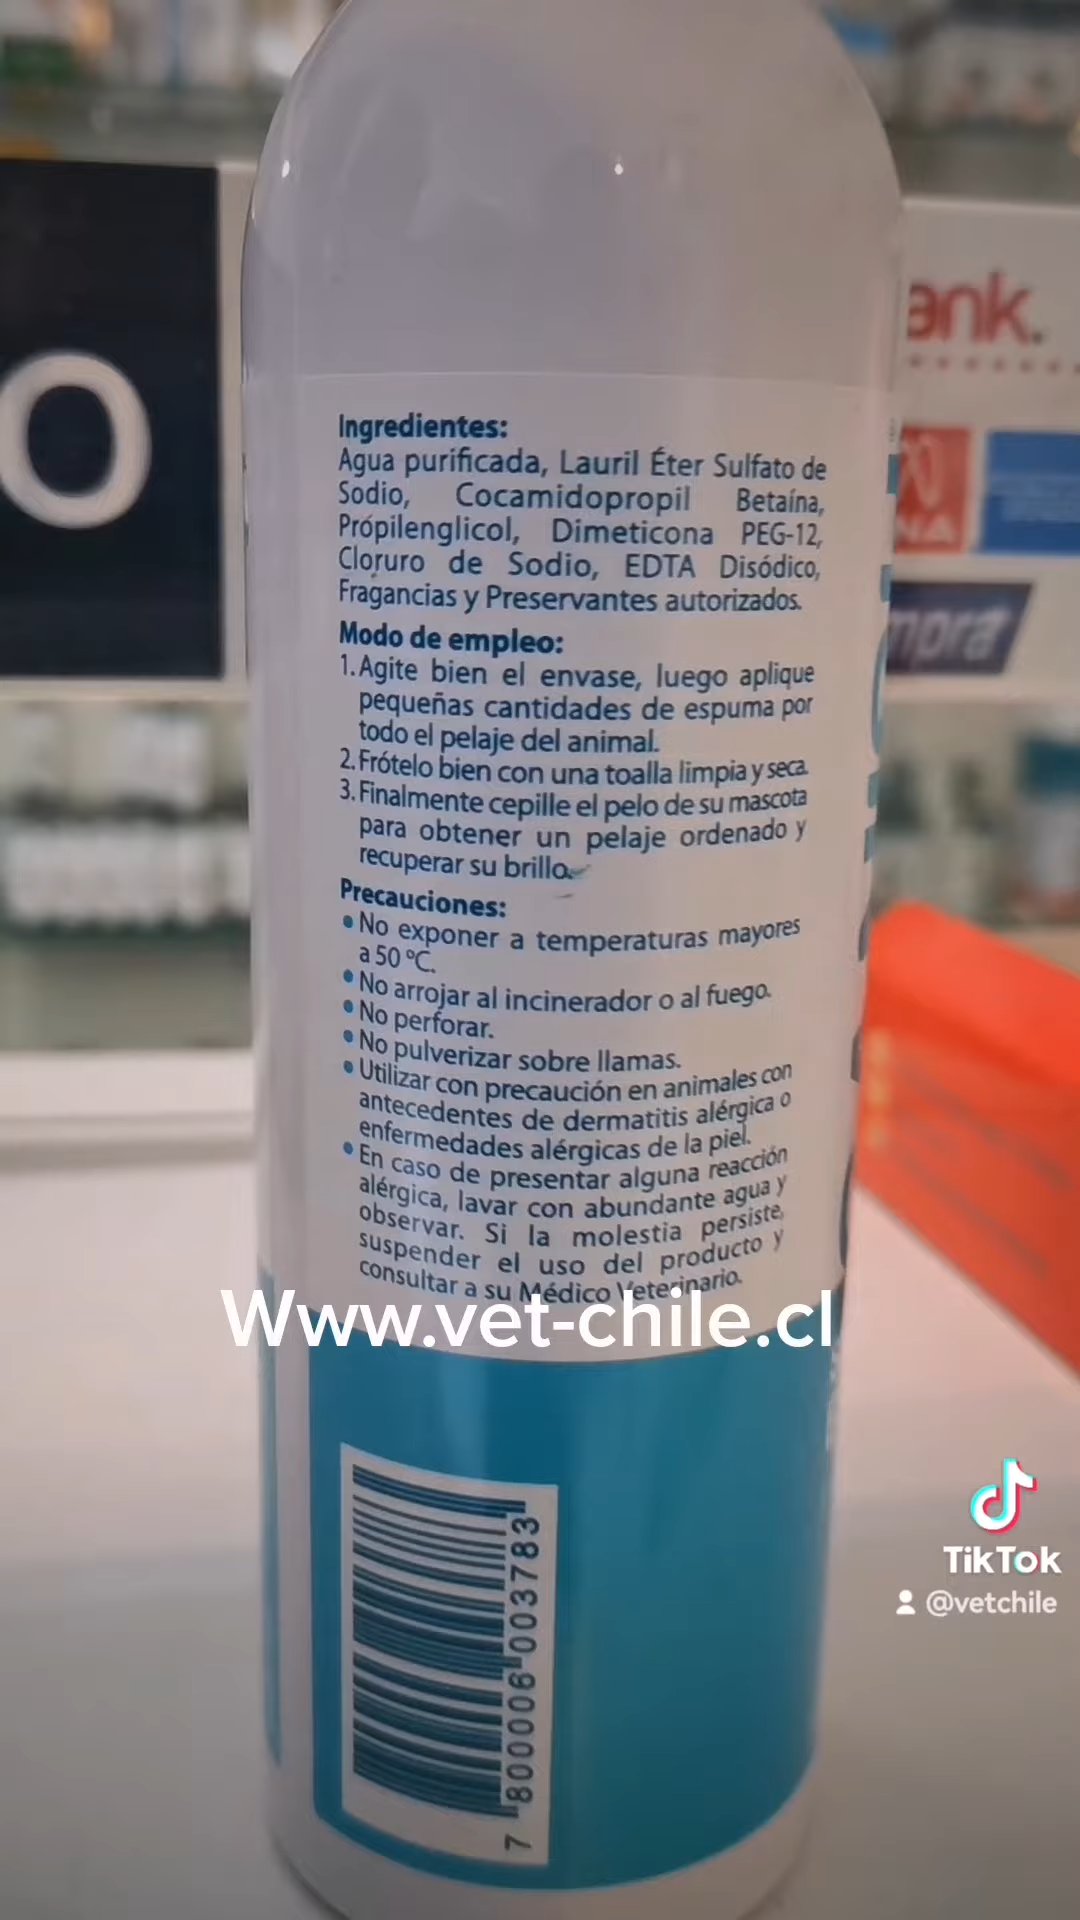 O
ank.
Ingredientes:
Agua purificada, Lauril Éter Sulfato de
Sodio, Cocamidopropil Betaína,
Própilenglicol, Dimeticona PEG-12,
Cloruro de Sodio, EDTA Disódico,
Fragancias y Preservantes autorizados.
Modo de empleo:
1. Agite bien el envase, luego aplique
pequeñas cantidades de espuma por
todo el pelaje del animal.
2. Frótelo bien con una toalla limpia y seca.
3. Finalmente cepille el pelo de su mascota
para obtener un pelaje ordenado y
recuperar su brillo.
Precauciones:
• No exponer a temperaturas mayores
a 50 °C.
• No arrojar al incinerador o al fuego.
• No perforar.
• No pulverizar sobre llamas.
• Utilizar con precaución en animales con
antecedentes de dermatitis alérgica o
enfermedades alérgicas de la piel.
• En caso de presentar alguna reacción
alérgica, lavar con abundante agua y
observar. Si la molestia persiste,
suspender el uso del producto y
consultar a su Médico Veterinario.
Www.vet-chile.cl
7 800006 003783
mpra
TikTok
@vetchile